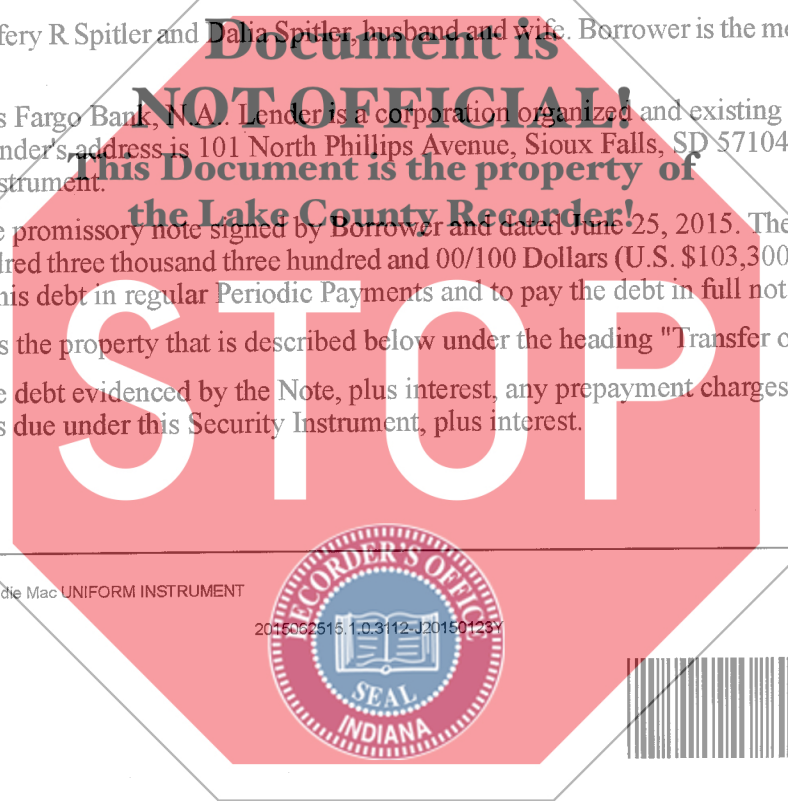 fery R Spitler and Dalia Spitler, husband and wife. Borrower is the mo
Document is
NOT OFFICIAL!
s Fargo Bank, N.A.. Lender is a corporation organized and existing
nder's address is 101 North Phillips Avenue, Sioux Falls, SD 57104
This Document is the property of
strument.
the Lake County Recorder!
e promissory note signed by Borrower and dated June 25, 2015. The
dred three thousand three hundred and 00/100 Dollars (U.S. $103,300
his debt in regular Periodic Payments and to pay the debt in full not
s the property that is described below under the heading "Transfer o
e debt evidenced by the Note, plus interest, any prepayment charges
s due under this Security Instrument, plus interest.
STOP
die Mac UNIFORM INSTRUMENT
2015062515.1.0.3112-J20150123Y
RECORDER'S OFFICE
SEAL
INDIANA